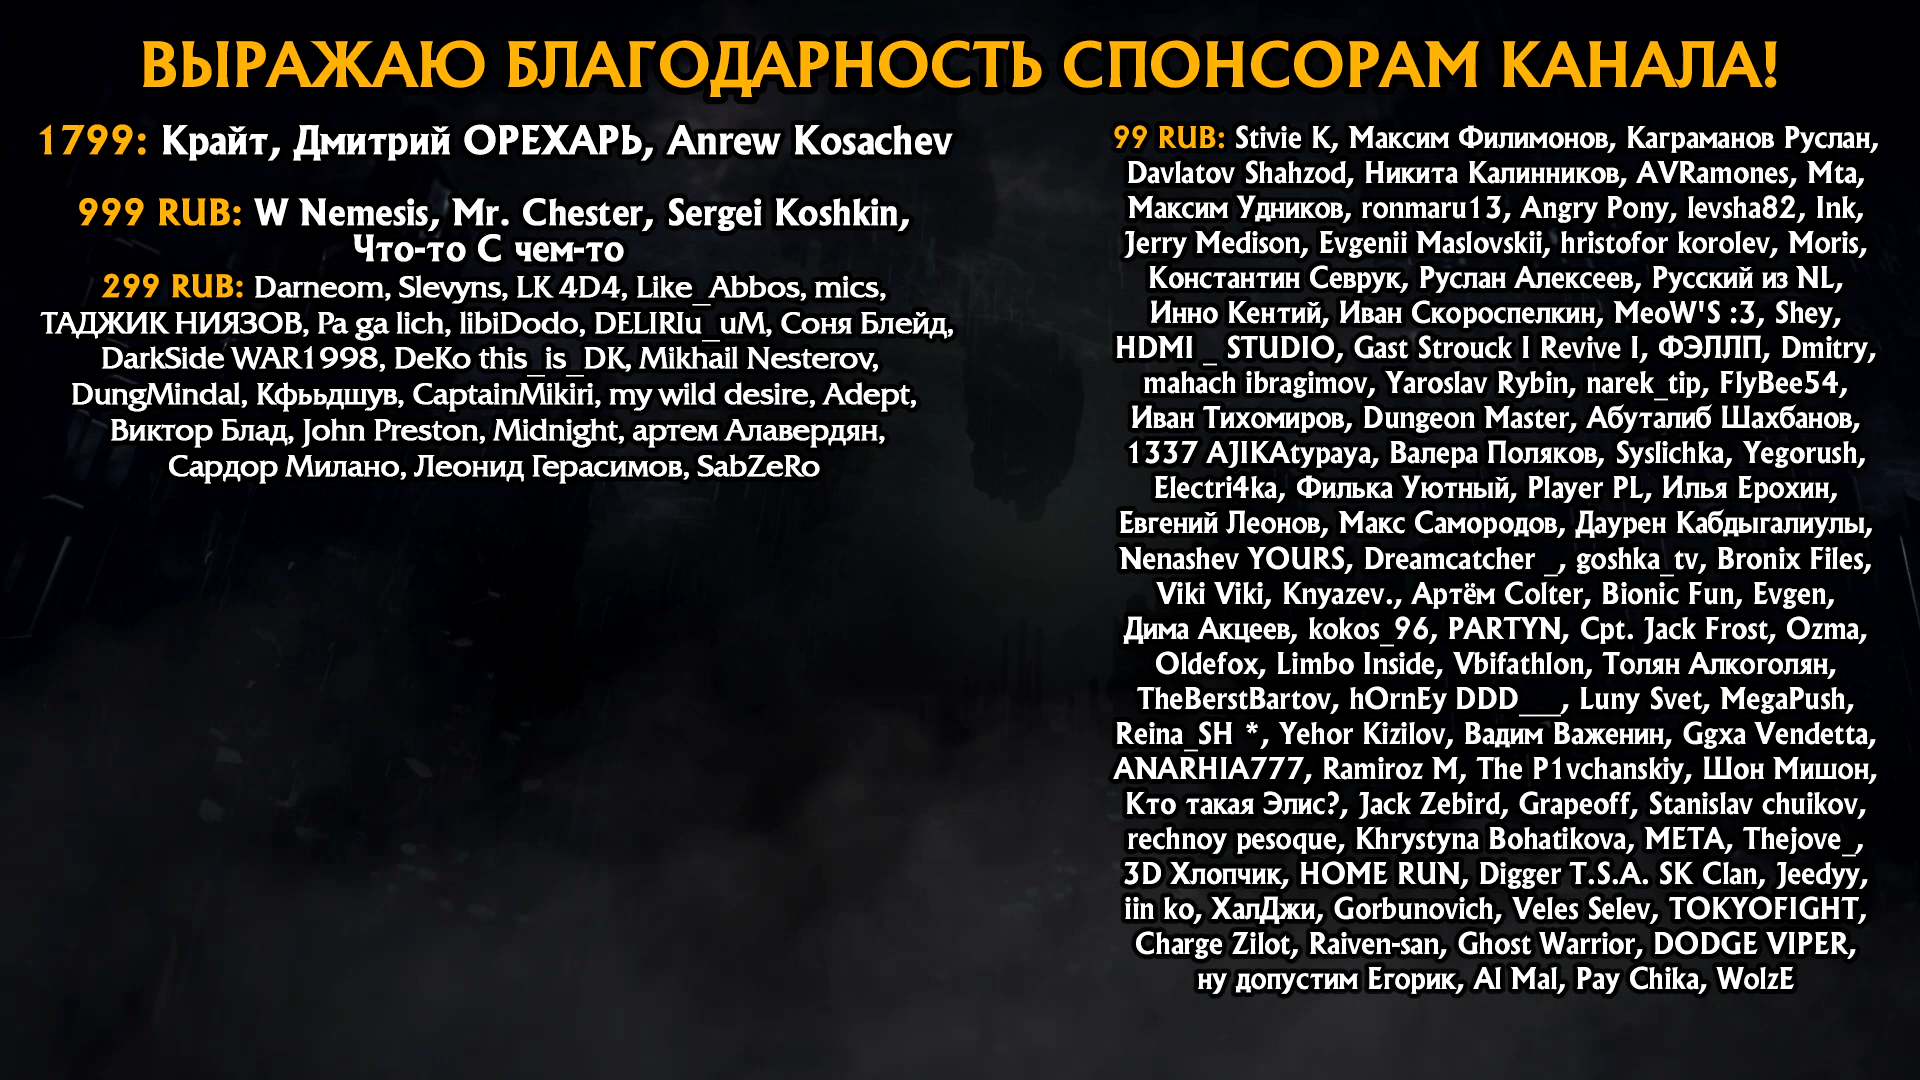 ВЫРАЖАЮ БЛАГОДАРНОСТЬ СПОНСОРАМ КАНАЛА!
1799: Крайт, Дмитрий ОРЕХАРЬ, Anrew Kosachev
999 RUB: W Nemesis, Mr. Chester, Sergei Koshkin,
Что-то С чем-то
299 RUB: Darneom, Slevyns, LK 4D4, Like_Abbos, mics,
ТАДЖИК НИЯЗОВ, Pa ga lich, libiDodo, DELIRIu_uM, Соня Блейд,
DarkSide WAR1998, DeKo this_is_DK, Mikhail Nesterov,
DungMindal, Кфььдшув, CaptainMikiri, my wild desire, Adept,
Виктор Блад, John Preston, Midnight, артем Алавердян,
Сардор Милано, Леонид Герасимов, SabZeRo
99 RUB: Stivie K, Максим Филимонов, Каграманов Руслан,
Davlatov Shahzod, Никита Калинников, AVRamones, Mta,
Максим Удников, ronmaru13, Angry Pony, levsha82, Ink,
Jerry Medison, Evgenii Maslovskii, hristofor korolev, Moris,
Константин Севрук, Руслан Алексеев, Русский из NL,
Инно Кентий, Иван Скороспелкин, MeoW'S :3, Shey,
HDMI _ STUDIO, Gast Strouck I Revive I, ФЭЛЛП, Dmitry,
mahach ibragimov, Yaroslav Rybin, narek_tip, FlyBee54,
Иван Тихомиров, Dungeon Master, Абуталиб Шахбанов,
1337 AJIKAtypaya, Валера Поляков, Syslichka, Yegorush,
Electri4ka, Филька Уютный, Player PL, Илья Ерохин,
Евгений Леонов, Макс Самородов, Даурен Кабдыгалиулы,
Nenashev YOURS, Dreamcatcher _, goshka_tv, Bronix Files,
Viki Viki, Knyazev., Артём Colter, Bionic Fun, Evgen,
Дима Акцеев, kokos_96, PARTYN, Cpt. Jack Frost, Ozma,
Oldefox, Limbo Inside, Vbifathlon, Толян Алкоголян,
TheBerstBartov, hOrnEy DDD___, Luny Svet, MegaPush,
Reina_SH *, Yehor Kizilov, Вадим Важенин, Ggxa Vendetta,
ANARHIA777, Ramiroz M, The P1vchanskiy, Шон Мишон,
Кто такая Элис?, Jack Zebird, Grapeoff, Stanislav chuikov,
rechnoy pesoque, Khrystyna Bohatikova, META, Thejove_,
3D Хлопчик, HOME RUN, Digger T.S.A. SK Clan, Jeedyy,
iin ko, ХалДжи, Gorbunovich, Veles Selev, TOKYOFIGHT,
Charge Zilot, Raiven-san, Ghost Warrior, DODGE VIPER,
ну допустим Егорик, Al Mal, Pay Chika, WolzE